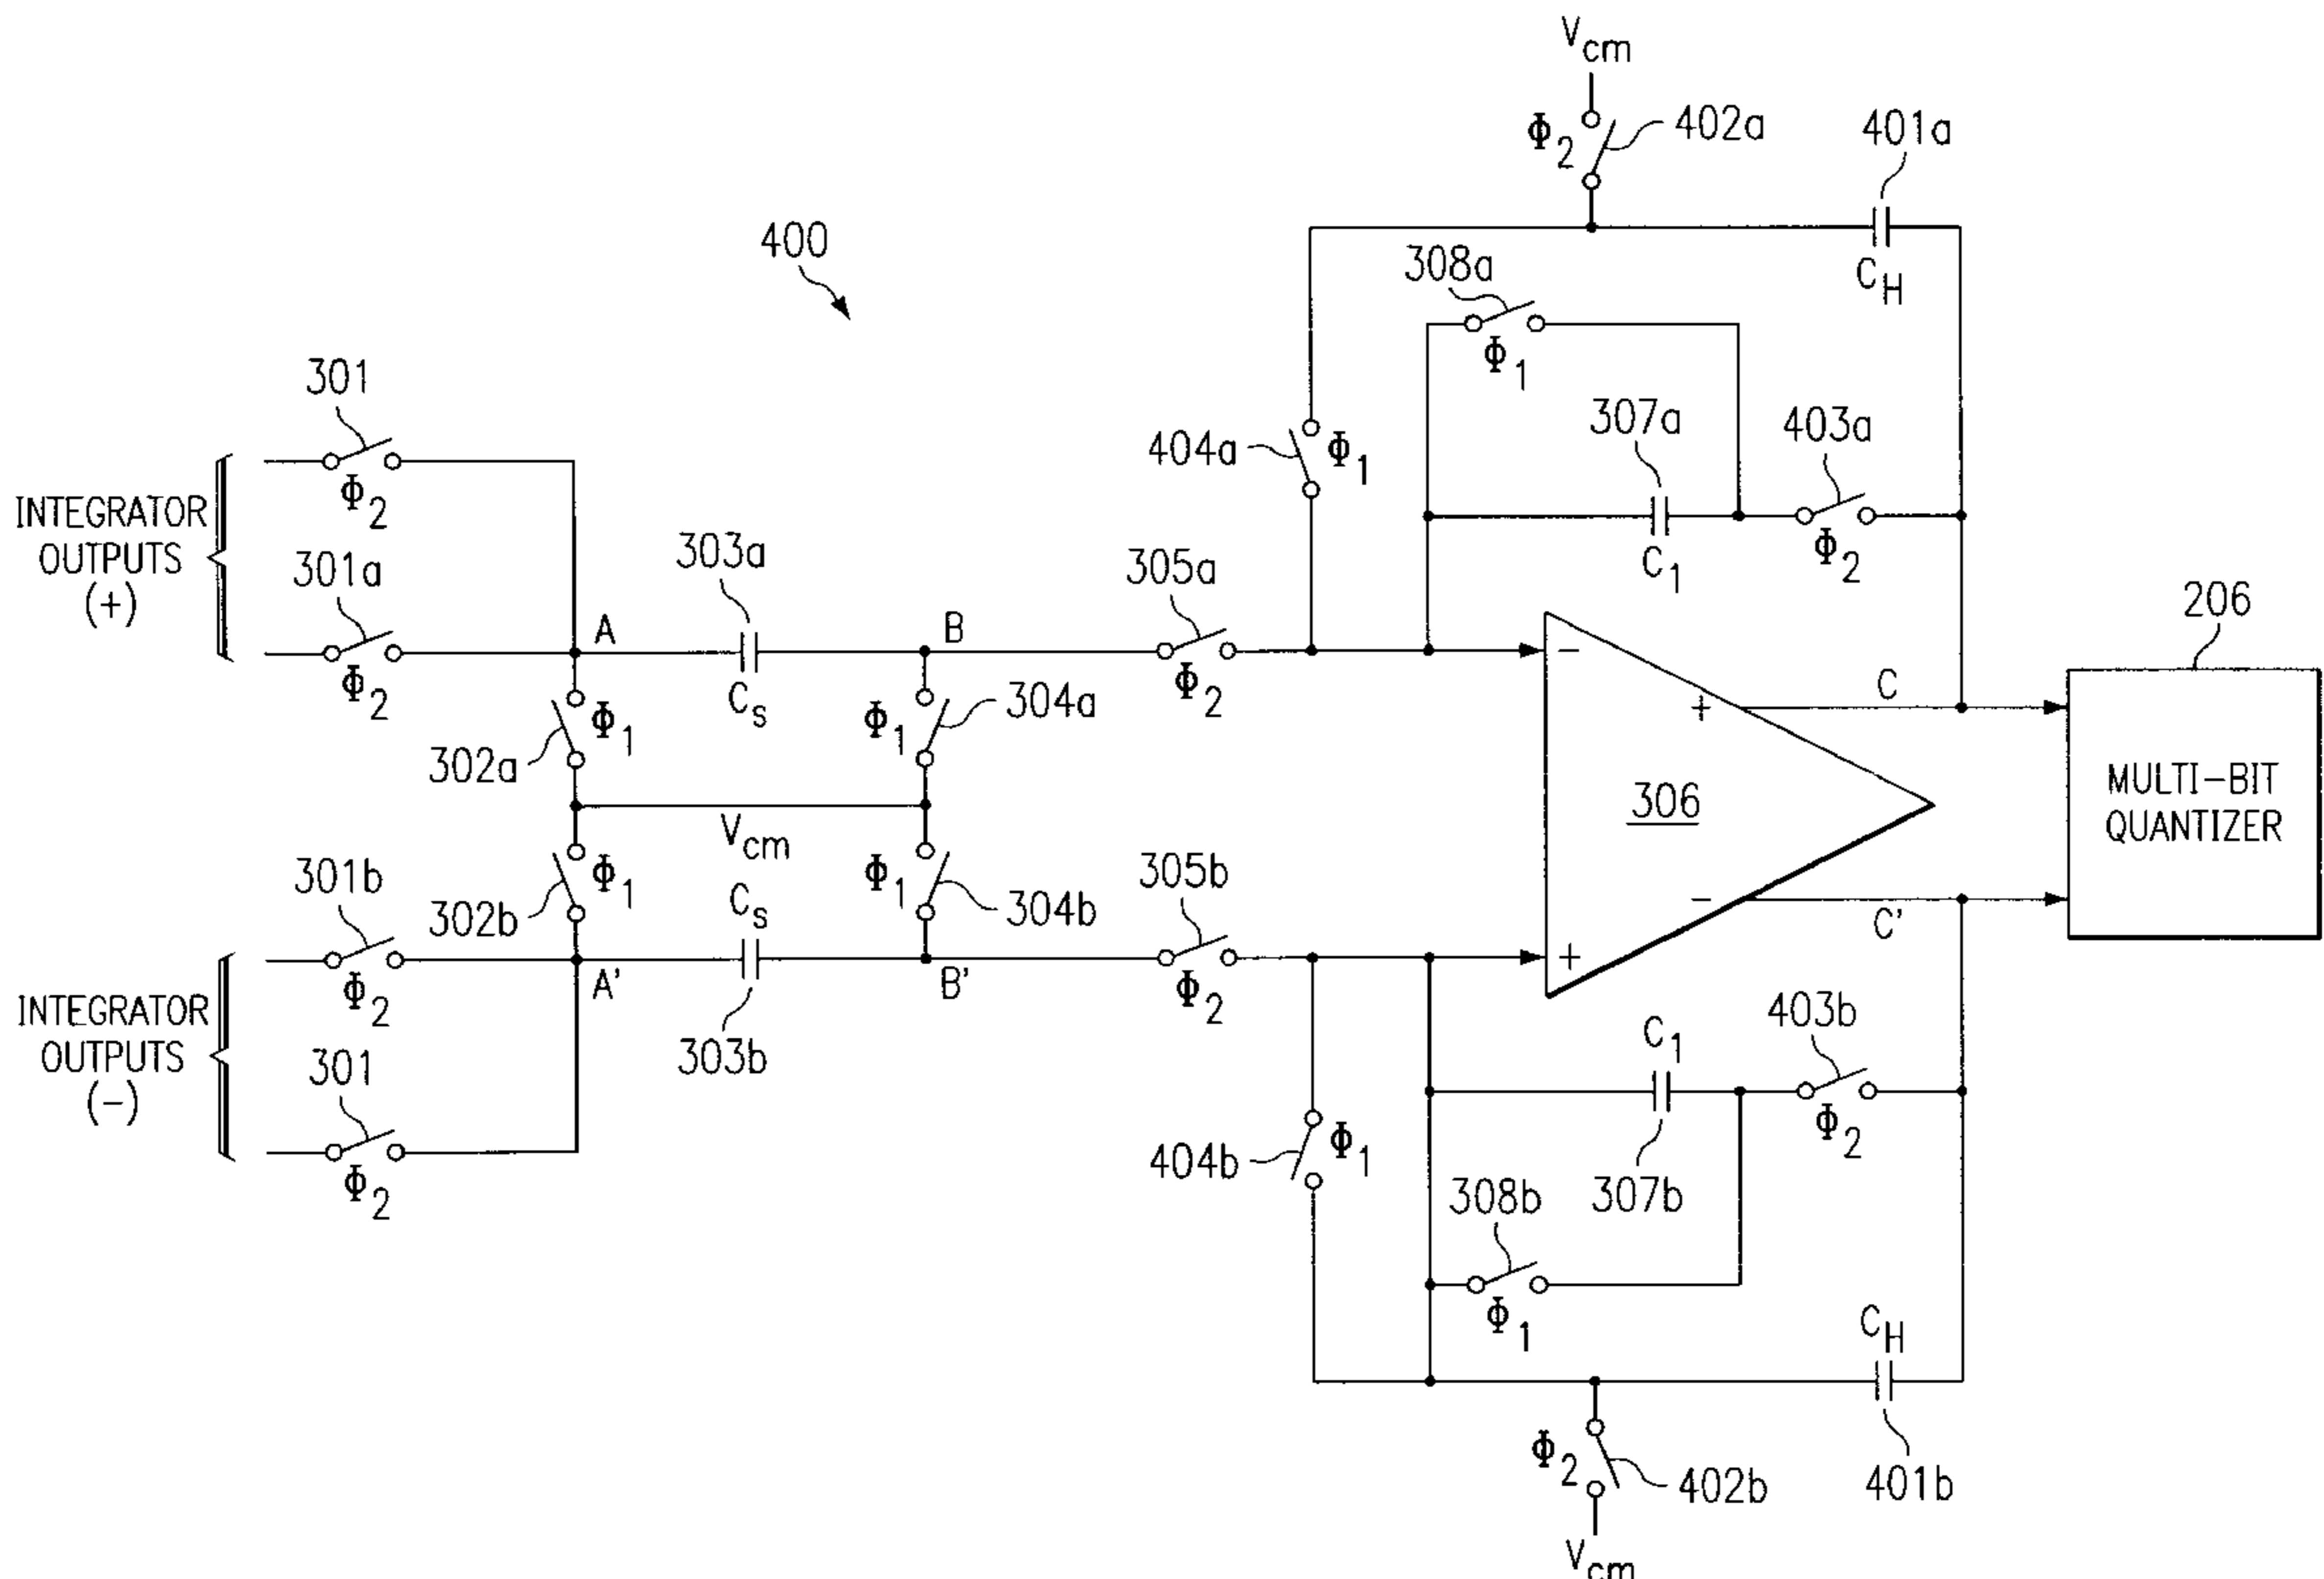 Vcm
Φ2
402a
401a
400
CH
308a
Φ1
301
307a
403a
404a
Φ1
Φ2
INTEGRATOR
OUTPUTS
(+)
301a
303a
305a
C1
Φ2
206
A
B
−
Φ2
CS
Φ2
C
+
Φ1
Φ1
304a
302a
306
MULTI−BIT
QUANTIZER
Vcm
301b
Φ1
Φ1
305b
302b
CS
304b
−
C'
Φ2
A'
B'
+
Φ2
INTEGRATOR
OUTPUTS
(−)
301
303b
C1
403b
404b
Φ1
Φ2
Φ2
308b
307b
Φ1
CH
Φ2
402b
401b
Vcm